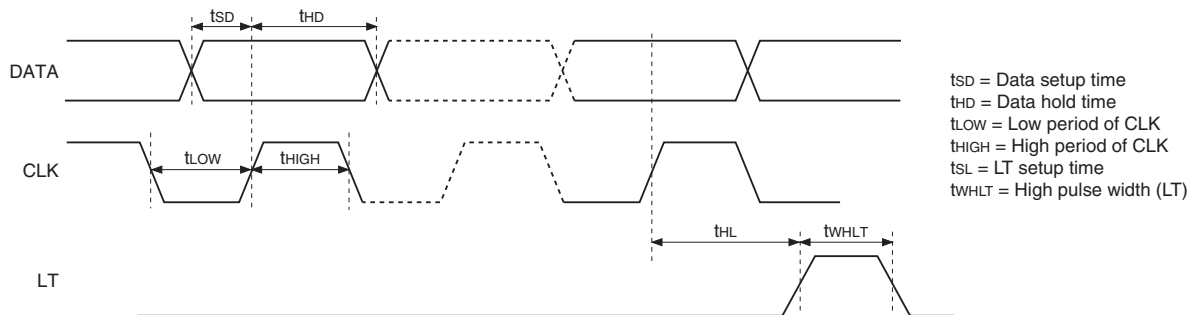 tSD tHD
DATA
tLOW tHIGH
CLK
tHL tWHLT
LT
tSD = Data setup time
tHD = Data hold time
tLOW = Low period of CLK
tHIGH = High period of CLK
tSL = LT setup time
tWHLT = High pulse width (LT)